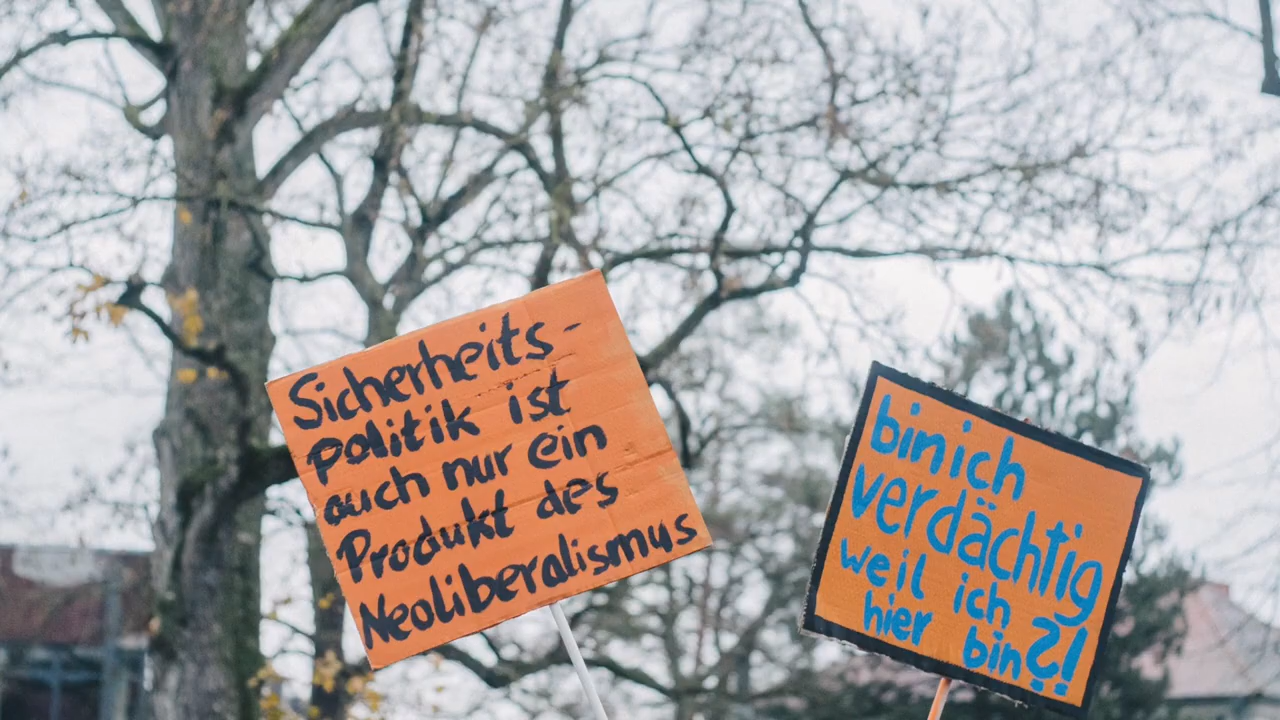 Sicherheits-
politik ist
auch nur ein
Produkt des
Neoliberalismus
bin ich
verdächtig
weil ich
hier bin?!